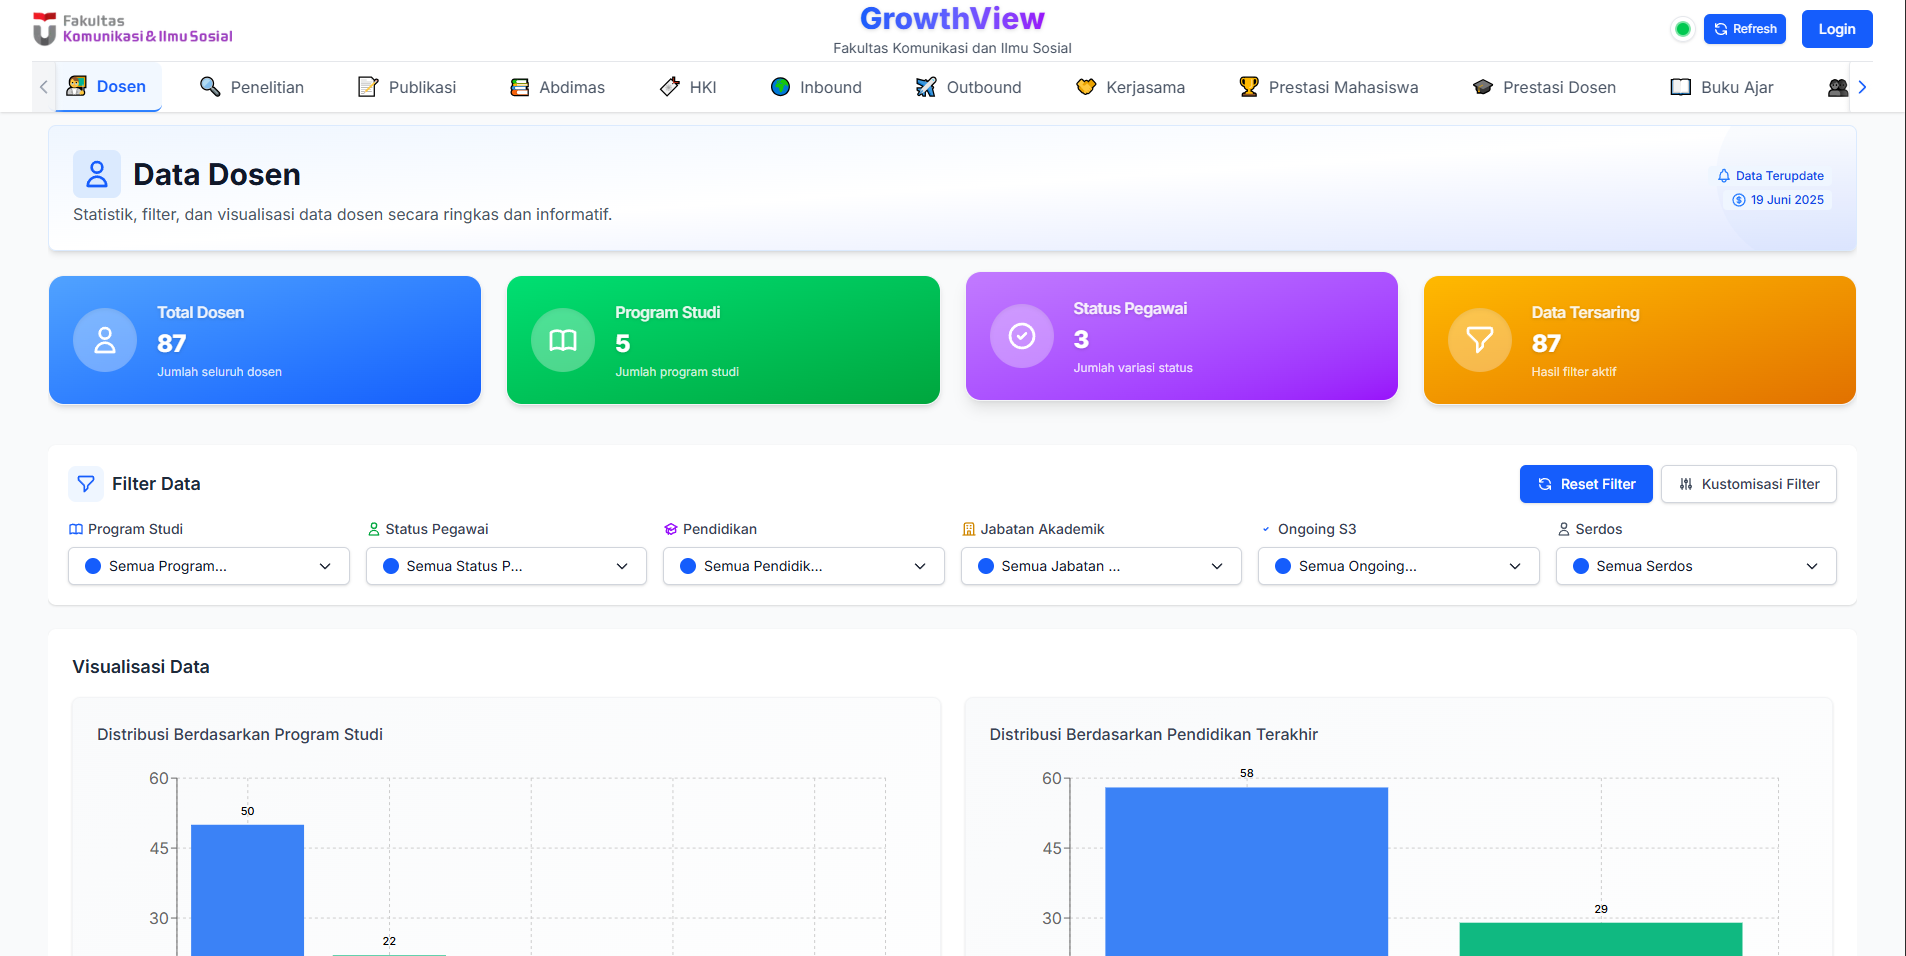 Fakultas
Komunikasi & Ilmu Sosial
GrowthView
Fakultas Komunikasi dan Ilmu Sosial
Refresh
Login
Dosen
Penelitian
Publikasi
Abdimas
HKI
Inbound
Outbound
Kerjasama
Prestasi Mahasiswa
Prestasi Dosen
Buku Ajar
Data Dosen
Statistik, filter, dan visualisasi data dosen secara ringkas dan informatif.
Data Terupdate
19 Juni 2025
Total Dosen
87
Jumlah seluruh dosen
Program Studi
5
Jumlah program studi
Status Pegawai
3
Jumlah variasi status
Data Tersaring
87
Hasil filter aktif
Filter Data
Reset Filter
Kustomisasi Filter
Program Studi
Semua Program...
Status Pegawai
Semua Status P...
Pendidikan
Semua Pendidik...
Jabatan Akademik
Semua Jabatan ...
Ongoing S3
Semua Ongoing...
Serdos
Semua Serdos
Visualisasi Data
Distribusi Berdasarkan Program Studi
60
45
30
50
22
Distribusi Berdasarkan Pendidikan Terakhir
60
45
30
58
29